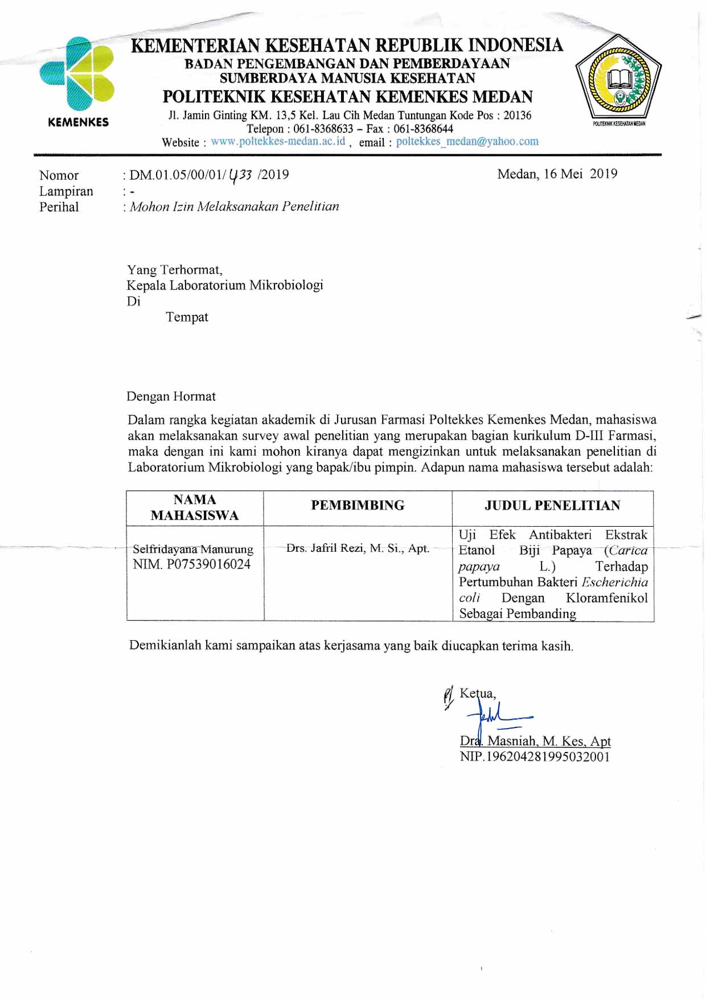 KEMENTERIAN KESEHATAN REPUBLIK INDONESIA
BADAN PENGEMBANGAN DAN PEMBERDAYAAN
SUMBERDAYA MANUSIA KESEHATAN
POLITEKNIK KESEHATAN KEMENKES MEDAN
Jl. Jamin Ginting KM. 13,5 Kel. Lau Cih Medan Tuntungan Kode Pos : 20136
Telepon : 061-8368633 – Fax : 061-8368644
Website : www.poltekkes-medan.ac.id , email : poltekkes_medan@yahoo.com
KEMENKES
POLITEKNIK KESEHATAN MEDAN
Nomor : DM.01.05/00/01/433 /2019 Medan, 16 Mei 2019
Lampiran : -
Perihal : Mohon Izin Melaksanakan Penelitian
Yang Terhormat,
Kepala Laboratorium Mikrobiologi
Di
Tempat
Dengan Hormat
Dalam rangka kegiatan akademik di Jurusan Farmasi Poltekkes Kemenkes Medan, mahasiswa
akan melaksanakan survey awal penelitian yang merupakan bagian kurikulum D-III Farmasi,
maka dengan ini kami mohon kiranya dapat mengizinkan untuk melaksanakan penelitian di
Laboratorium Mikrobiologi yang bapak/ibu pimpin. Adapun nama mahasiswa tersebut adalah:
NAMA
MAHASISWA
PEMBIMBING
JUDUL PENELITIAN
Selfridayana Manurung
NIM. P07539016024
Drs. Jafril Rezi, M. Si., Apt.
Uji Efek Antibakteri Ekstrak
Etanol Biji Papaya (Carica
papaya L.) Terhadap
Pertumbuhan Bakteri Escherichia
coli Dengan Kloramfenikol
Sebagai Pembanding
Demikianlah kami sampaikan atas kerjasama yang baik diucapkan terima kasih.
Ketua,
Dra. Masniah, M. Kes, Apt
NIP.196204281995032001